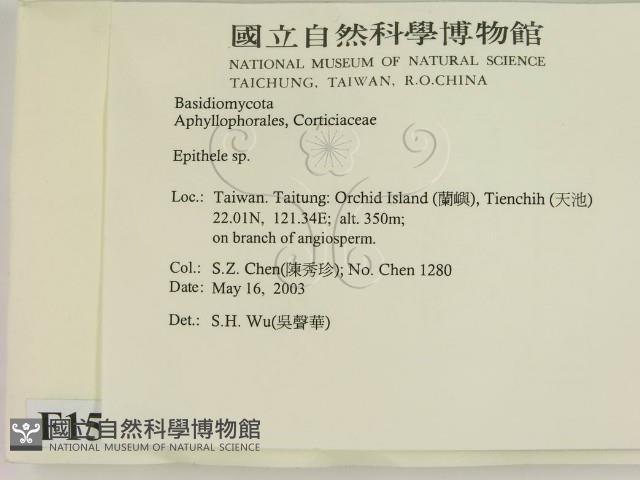 國立自然科學博物館
NATIONAL MUSEUM OF NATURAL SCIENCE
TAICHUNG, TAIWAN, R.O.CHINA
Basidiomycota
Aphyllophorales, Corticiaceae
Epithele sp.
Loc.: Taiwan. Taitung: Orchid Island (蘭嶼), Tienchih (天池)
22.01N, 121.34E; alt. 350m;
on branch of angiosperm.
Col.: S.Z. Chen(陳秀珍); No. Chen 1280
Date: May 16, 2003
Det.: S.H. Wu(吳聲華)
F15
國立自然科學博物館
NATIONAL MUSEUM OF NATURAL SCIENCE